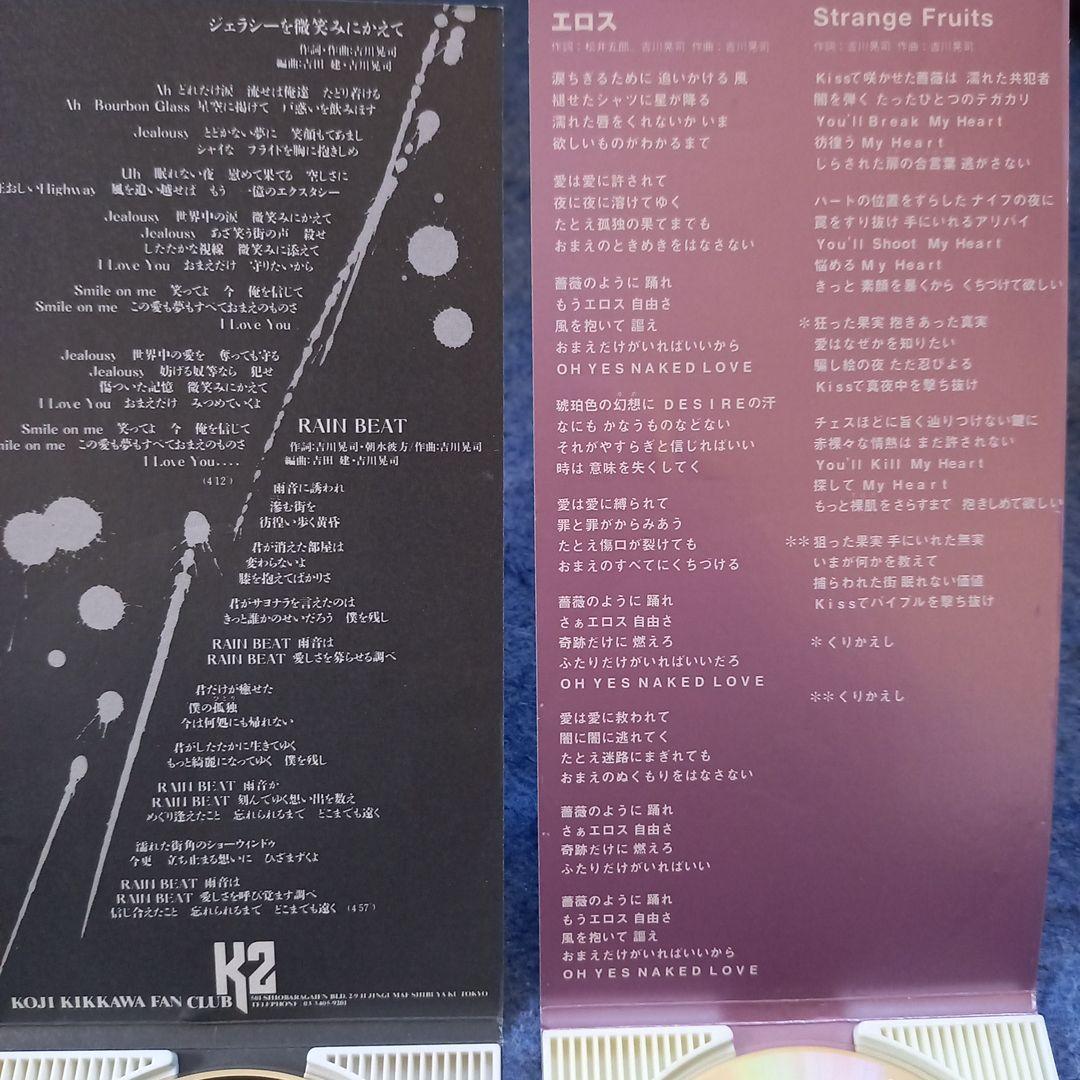 ジェラシーを微笑みにかえて
作詞・作曲:吉川晃司
編曲:吉田 建・吉川晃司
Ah どれだけ涙 流せば俺達 たどり着ける
Ah Bourbon Glass 星空に掲げて 戸惑いを飲みほす
Jealousy とどかない夢に 笑顔もてあまし
シャイな フライトを胸に抱きしめ
Uh 眠れない夜 慰めて果てる 空しさに
狂おしいHighway 風を追い越せば もう 一億のエクスタシー
Jealousy 世界中の涙 微笑みにかえて
Jealousy あざ笑う街の声 殺せ
したたかな視線 微笑みに添えて
I Love You おまえだけ 守りたいから
Smile on me 笑ってよ 今 俺を信じて
Smile on me この愛も夢もすべておまえのものさ
I Love You
Jealousy 世界中の愛を 奪っても守る
Jealousy 妨げる奴等なら 犯せ
傷ついた記憶 微笑みにかえて
I Love You おまえだけ みつめていくよ
Smile on me 笑ってよ 今 俺を信じて
Smile on me この愛も夢もすべておまえのものさ
I Love You....
(4'12)
RAIN BEAT
作詞:吉川晃司・朝水彼方/作曲:吉川晃司
編曲:吉田 建・吉川晃司
雨音に誘われ
滲む街を
彷徨い歩く黄昏
君が消えた部屋は
変わらないよ
膝を抱えてばかりさ
君がサヨナラを言えたのは
きっと誰かのせいだろう 僕を残し
RAIN BEAT 雨音は
RAIN BEAT 愛しさを募らせる調べ
君だけが癒せた
僕の孤独
今は何処にも帰れない
君がしたたかに生きてゆく
もっと綺麗になってゆく 僕を残し
RAIN BEAT 雨音か
RAIN BEAT 刻んでゆく想い出を数え
めぐり逢えたこと 忘れられるまで どこまでも遠く
濡れた街角のショーウィンドゥ
今更 立ち止まる想いに ひざまずくよ
RAIN BEAT 雨音は
RAIN BEAT 愛しさを呼び覚ます調べ
信じ合えたこと 忘れられるまで どこまでも遠く (4'57)
K2
KOJI KIKKAWA FAN CLUB
501 SHIOBARAGAIEN BLD. 2-9-11 JINGUMAE SHIBUYA-KU TOKYO
TELEPHONE 03-3405-9201
エロス
作詞:松井五郎、吉川晃司 作曲:吉川晃司
涙ちぎるために 追いかける 風
褪せたシャツに星が降る
濡れた唇をくれないか いま
欲しいものがわかるまで
愛は愛に許されて
夜に夜に溶けてゆく
たとえ孤独の果てまでも
おまえのときめきをはなさない
薔薇のように 踊れ
もうエロス 自由さ
風を抱いて 謳え
おまえだけがいればいいから
OH YES NAKED LOVE
琥珀色の幻想に DESIREの汗
なにも かなうものなどない
それがやすらぎと信じればいい
時は 意味を失くしてく
愛は愛に縛られて
罪と罪がからみあう
たとえ傷口が裂けても
おまえのすべてにくちづける
薔薇のように 踊れ
さぁエロス 自由さ
奇跡だけに 燃えろ
ふたりだけがいればいいだろ
OH YES NAKED LOVE
愛は愛に救われて
闇に闇に逃れてく
たとえ迷路にまぎれても
おまえのぬくもりをはなさない
薔薇のように 踊れ
さぁエロス 自由さ
奇跡だけに 燃えろ
ふたりだけがいればいい
薔薇のように 踊れ
もうエロス 自由さ
風を抱いて 謳え
おまえだけがいればいいから
OH YES NAKED LOVE
Strange Fruits
作詞:吉川晃司 作曲:吉川晃司
Kissで咲かせた薔薇は 濡れた共犯者
闇を弾く たったひとつのテガカリ
You'll Break My Heart
彷徨う My Heart
しらされた扉の合言葉 逃がさない
ハートの位置をずらした ナイフの夜に
罠をすり抜け 手にいれるアリバイ
You'll Shoot My Heart
悩める My Heart
きっと 素顔を暴くから くちづけて欲しい
*狂った果実 抱きあった真実
愛はなぜかを知りたい
騙し絵の夜 ただ忍びよる
Kissで真夜中を撃ち抜け
チェスほどに旨く辿りつけない鍵に
赤裸々な情熱は まだ許されない
You'll Kill My Heart
探して My Heart
もっと裸肌をさらすまで 抱きしめて欲しい
**狙った果実 手にいれた無実
いまが何かを教えて
捕らわれた街 眠れない価値
Kissでバイブルを撃ち抜け
*くりかえし
**くりかえし